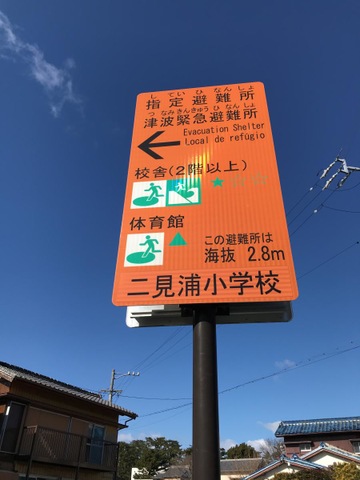 し てい ひ なん しょ
指定避難所
つ なみ きんきゅう ひ なんしょ
津波緊急避難所
Evacuation Shelter
Local de refúgio
校舎(2階以上)
体育館
この避難所は
海抜 2.8m
二見浦小学校